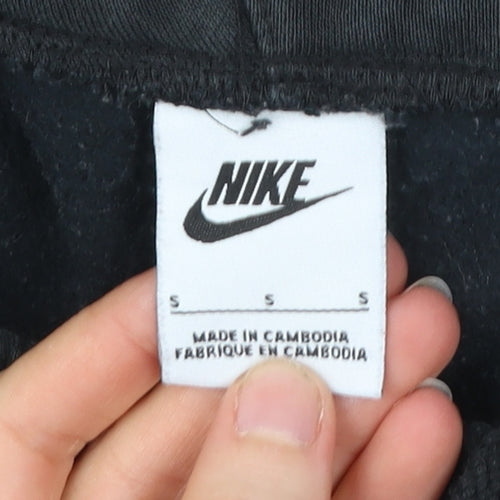 NIKE
S S S
MADE IN CAMBODIA
FABRIQUE EN CAMBODIA